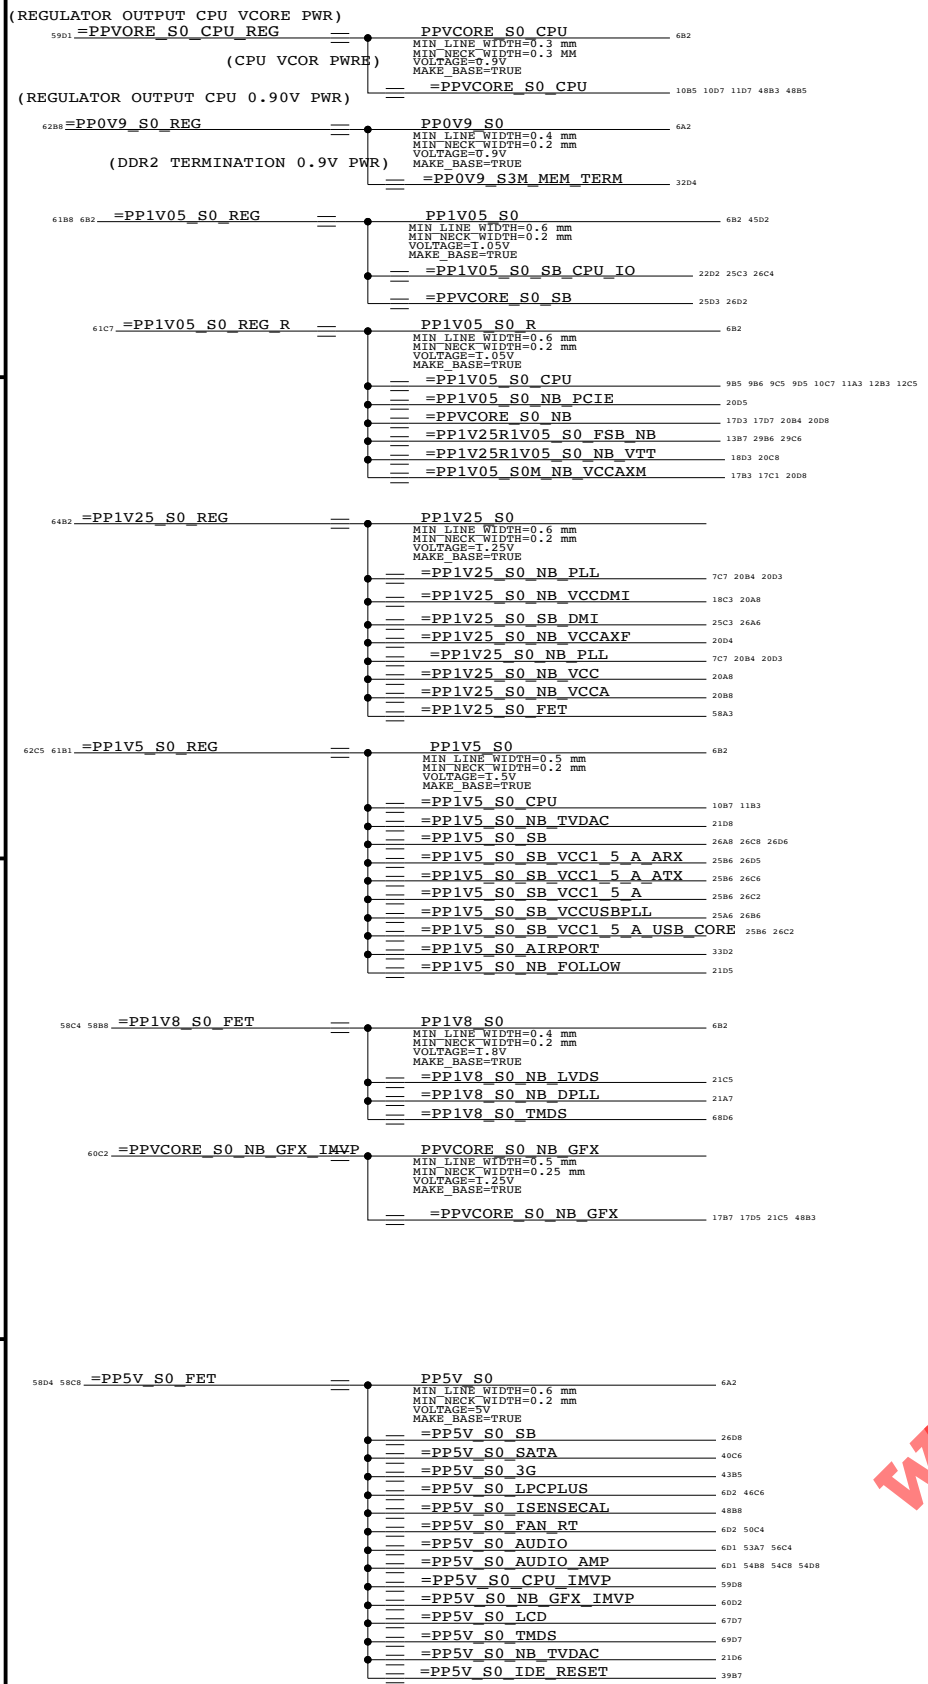 (REGULATOR OUTPUT CPU VCORE PWR)
59D1 =PPVORE_S0_CPU_REG PPVCORE_S0_CPU 6B2
MIN_LINE_WIDTH=0.3 mm
MIN_NECK_WIDTH=0.3 MM
(CPU VCOR PWRE) VOLTAGE=0.9V
MAKE_BASE=TRUE
=PPVCORE_S0_CPU 10B5 10D7 11D7 48B3 48B5
(REGULATOR OUTPUT CPU 0.90V PWR)
62B8 =PP0V9_S0_REG PP0V9_S0 6A2
MIN_LINE_WIDTH=0.4 mm
MIN_NECK_WIDTH=0.2 mm
VOLTAGE=0.9V
(DDR2 TERMINATION 0.9V PWR) MAKE_BASE=TRUE
=PP0V9_S3M_MEM_TERM 32D4
61B8 6B2 =PP1V05_S0_REG PP1V05_S0 6B2 45D2
MIN_LINE_WIDTH=0.6 mm
MIN_NECK_WIDTH=0.2 mm
VOLTAGE=1.05V
MAKE_BASE=TRUE
=PP1V05_S0_SB_CPU_IO 22D2 25C3 26C4
=PPVCORE_S0_SB 25D3 26D2
61C7 =PP1V05_S0_REG_R PP1V05_S0_R 6B2
MIN_LINE_WIDTH=0.6 mm
MIN_NECK_WIDTH=0.2 mm
VOLTAGE=1.05V
MAKE_BASE=TRUE
=PP1V05_S0_CPU 9B5 9B6 9C5 9D5 10C7 11A3 12B3 12C5
=PP1V05_S0_NB_PCIE 20D5
=PPVCORE_S0_NB 17D3 17D7 20B4 20D8
=PP1V25R1V05_S0_FSB_NB 13B7 29B6 29C6
=PP1V25R1V05_S0_NB_VTT 18D3 20C8
=PP1V05_S0M_NB_VCCAXM 17B3 17C1 20D8
64B2 =PP1V25_S0_REG PP1V25_S0
MIN_LINE_WIDTH=0.6 mm
MIN_NECK_WIDTH=0.2 mm
VOLTAGE=1.25V
MAKE_BASE=TRUE
=PP1V25_S0_NB_PLL 7C7 20B4 20D3
=PP1V25_S0_NB_VCCDMI 18C3 20A8
=PP1V25_S0_SB_DMI 25C3 26A6
=PP1V25_S0_NB_VCCAXF 20D4
=PP1V25_S0_NB_PLL 7C7 20B4 20D3
=PP1V25_S0_NB_VCC 20A8
=PP1V25_S0_NB_VCCA 20B8
=PP1V25_S0_FET 58A3
62C5 61B1 =PP1V5_S0_REG PP1V5_S0 6B2
MIN_LINE_WIDTH=0.5 mm
MIN_NECK_WIDTH=0.2 mm
VOLTAGE=1.5V
MAKE_BASE=TRUE
=PP1V5_S0_CPU 10B7 11B3
=PP1V5_S0_NB_TVDAC 21D8
=PP1V5_S0_SB 26A8 26C8 26D6
=PP1V5_S0_SB_VCC1_5_A_ARX 25B6 26D5
=PP1V5_S0_SB_VCC1_5_A_ATX 25B6 26C6
=PP1V5_S0_SB_VCC1_5_A 25B6 26C2
=PP1V5_S0_SB_VCCUSBPLL 25A6 26B6
=PP1V5_S0_SB_VCC1_5_A_USB_CORE 25B6 26C2
=PP1V5_S0_AIRPORT 33D2
=PP1V5_S0_NB_FOLLOW 21D5
58C4 58B8 =PP1V8_S0_FET PP1V8_S0 6B2
MIN_LINE_WIDTH=0.4 mm
MIN_NECK_WIDTH=0.2 mm
VOLTAGE=1.8V
MAKE_BASE=TRUE
=PP1V8_S0_NB_LVDS 21C5
=PP1V8_S0_NB_DPLL 21A7
=PP1V8_S0_TMDS 68D6
60C2 =PPVCORE_S0_NB_GFX_IMVP PPVCORE_S0_NB_GFX
MIN_LINE_WIDTH=0.5 mm
MIN_NECK_WIDTH=0.25 mm
VOLTAGE=1.25V
MAKE_BASE=TRUE
=PPVCORE_S0_NB_GFX 17B7 17D5 21C5 48B3
58D4 58C8 =PP5V_S0_FET PP5V_S0 6A2
MIN_LINE_WIDTH=0.6 mm
MIN_NECK_WIDTH=0.2 mm
VOLTAGE=5V
MAKE_BASE=TRUE
=PP5V_S0_SB 26D8
=PP5V_S0_SATA 40C6
=PP5V_S0_3G 43B5
=PP5V_S0_LPCPLUS 6D2 46C6
=PP5V_S0_ISENSECAL 48B8
=PP5V_S0_FAN_RT 6D2 50C4
=PP5V_S0_AUDIO 6D1 53A7 56C4
=PP5V_S0_AUDIO_AMP 6D1 54B8 54C8 54D8
=PP5V_S0_CPU_IMVP 59D8
=PP5V_S0_NB_GFX_IMVP 60D2
=PP5V_S0_LCD 67D7
=PP5V_S0_TMDS 69D7
=PP5V_S0_NB_TVDAC 21D6
=PP5V_S0_IDE_RESET 39B7